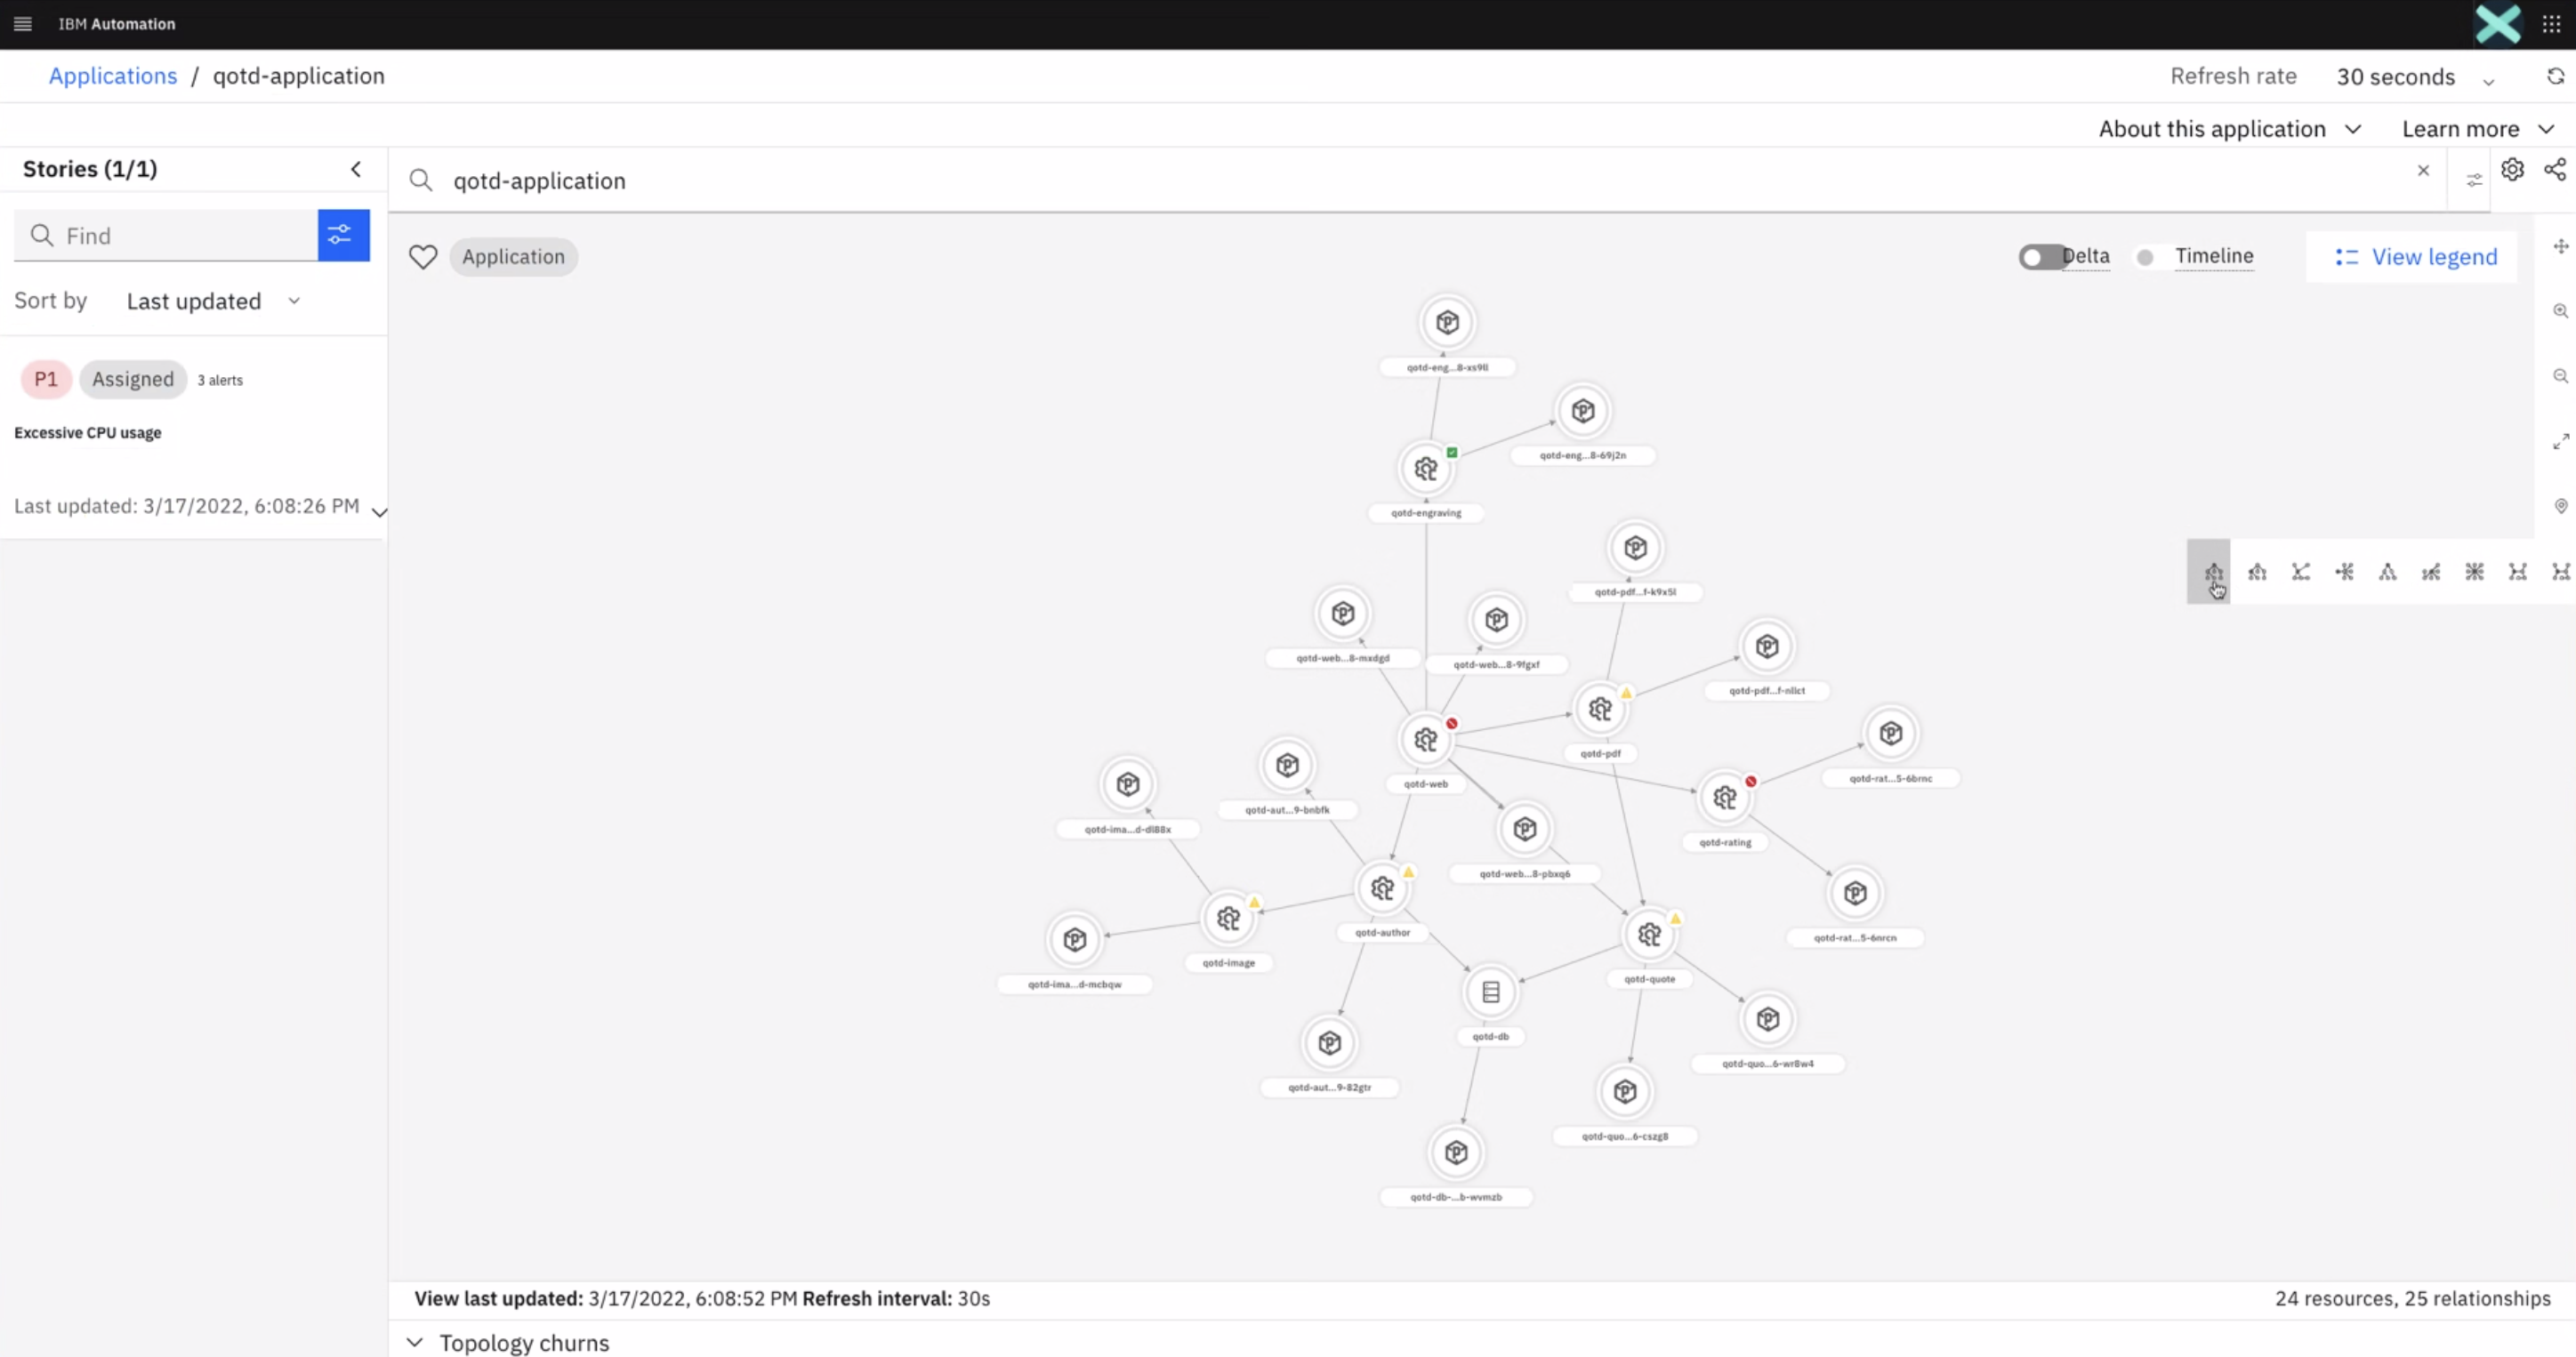 IBM Automation
Applications / qotd-application
Refresh rate 30 seconds
About this application Learn more
Stories (1/1)
qotd-application
Find
Application
Delta Timeline View legend
Sort by Last updated
P1 Assigned 3 alerts
Excessive CPU usage
Last updated: 3/17/2022, 6:08:26 PM
qotd-eng...8-xs9ll
qotd-eng...8-69j2n
qotd-engraving
qotd-pdf...f-k9x5l
qotd-web...8-mxdgd
qotd-web...8-9fgxf
qotd-pdf...f-nllct
qotd-pdf
qotd-rat...5-6brnc
qotd-web
qotd-aut...9-bnbfk
qotd-ima...d-dl88x
qotd-rating
qotd-web...8-pbxq6
qotd-author
qotd-rat...5-6nrcn
qotd-image
qotd-quote
qotd-ima...d-mcbqw
qotd-db
qotd-quo...6-wr8w4
qotd-aut...9-82gtr
qotd-quo...6-cszg8
qotd-db-...b-wvmzb
View last updated: 3/17/2022, 6:08:52 PM Refresh interval: 30s
24 resources, 25 relationships
Topology churns